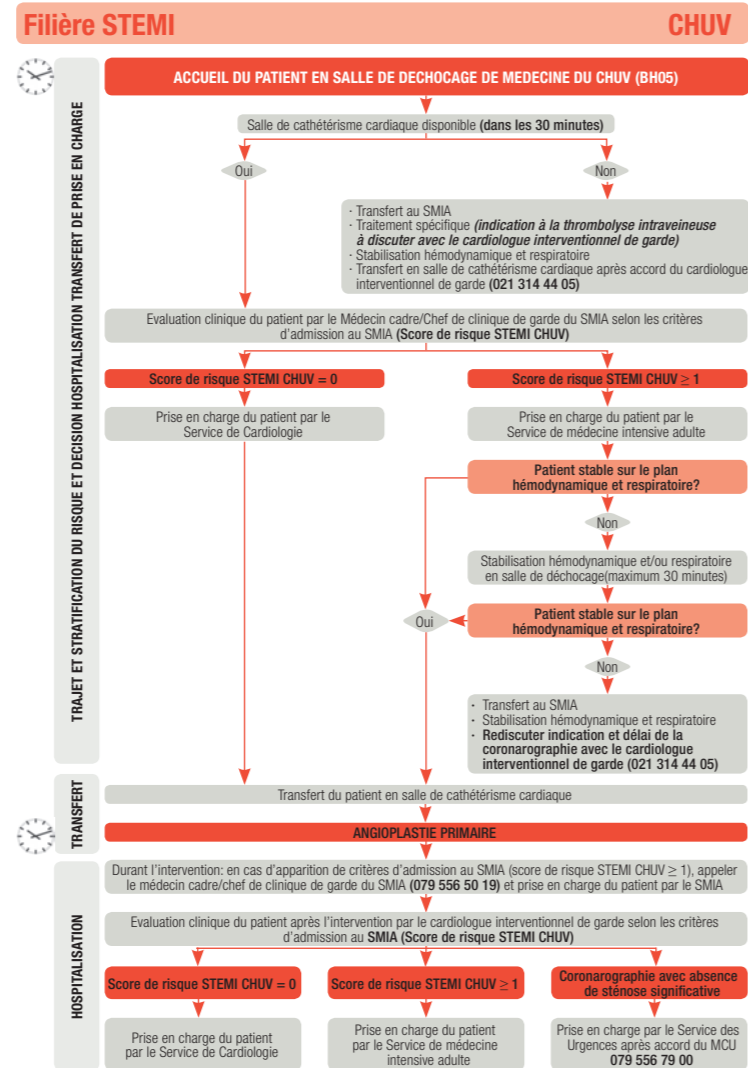 Filière STEMI
CHUV
TRAJET ET STRATIFICATION DU RISQUE ET DECISION HOSPITALISATION TRANSFERT DE PRISE EN CHARGE
ACCUEIL DU PATIENT EN SALLE DE DECHOCAGE DE MEDECINE DU CHUV (BH05)
Salle de cathétérisme cardiaque disponible (dans les 30 minutes)
Oui
Non
· Transfert au SMIA
· Traitement spécifique (indication à la thrombolyse intraveineuse
à discuter avec le cardiologue interventionnel de garde)
· Stabilisation hémodynamique et respiratoire
· Transfert en salle de cathétérisme cardiaque après accord du cardiologue
interventionnel de garde (021 314 44 05)
Evaluation clinique du patient par le Médecin cadre/Chef de clinique de garde du SMIA selon les critères
d'admission au SMIA (Score de risque STEMI CHUV)
Score de risque STEMI CHUV = 0
Score de risque STEMI CHUV ≥ 1
Prise en charge du patient par le
Service de Cardiologie
Prise en charge du patient par le
Service de médecine intensive adulte
Patient stable sur le plan
hémodynamique et respiratoire?
Non
Stabilisation hémodynamique et/ou respiratoire
en salle de déchocage(maximum 30 minutes)
Oui
Patient stable sur le plan
hémodynamique et respiratoire?
Non
· Transfert au SMIA
· Stabilisation hémodynamique et respiratoire
· Rediscuter indication et délai de la
coronarographie avec le cardiologue
interventionnel de garde (021 314 44 05)
TRANSFERT
Transfert du patient en salle de cathétérisme cardiaque
ANGIOPLASTIE PRIMAIRE
HOSPITALISATION
Durant l'intervention: en cas d'apparition de critères d'admission au SMIA (score de risque STEMI CHUV ≥ 1), appeler
le médecin cadre/chef de clinique de garde du SMIA (079 556 50 19) et prise en charge du patient par le SMIA
Evaluation clinique du patient après l'intervention par le cardiologue interventionnel de garde selon les critères
d'admission au SMIA (Score de risque STEMI CHUV)
Score de risque STEMI CHUV = 0
Score de risque STEMI CHUV ≥ 1
Coronarographie avec absence
de sténose significative
Prise en charge du patient
par le Service de Cardiologie
Prise en charge du patient
par le Service de médecine
intensive adulte
Prise en charge par le Service des
Urgences après accord du MCU
079 556 79 00